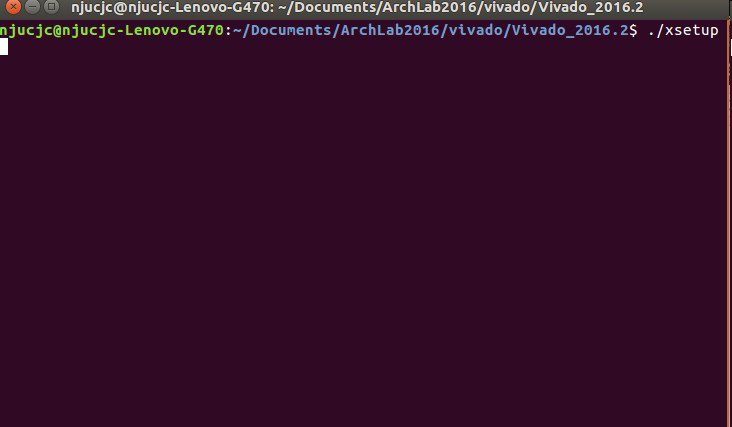 njucjc@njucjc-Lenovo-G470: ~/Documents/ArchLab2016/vivado/Vivado_2016.2
njucjc@njucjc-Lenovo-G470:~/Documents/ArchLab2016/vivado/Vivado_2016.2$ ./xsetup